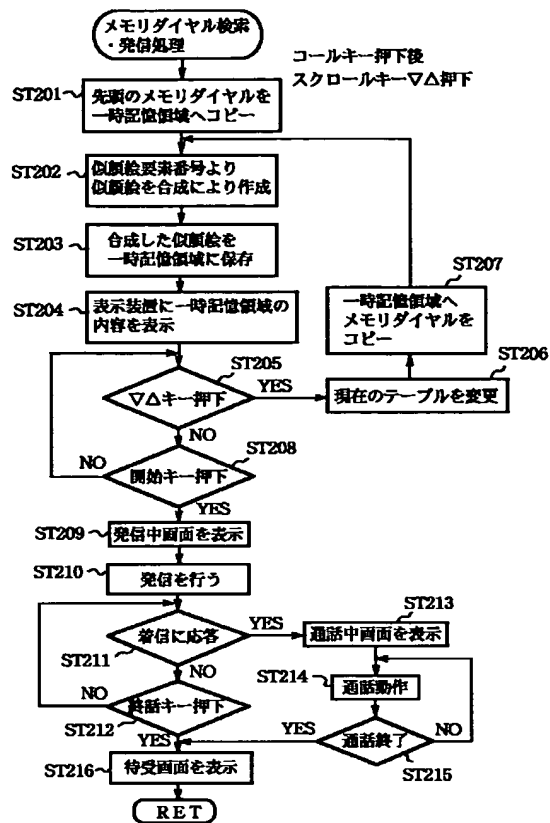 メモリダイヤル検索
・発信処理
コールキー押下後
スクロールキー▽△押下
ST201
先頭のメモリダイヤルを
一時記憶領域へコピー
ST202
似顔絵要素番号より
似顔絵を合成により作成
ST203
合成した似顔絵を
一時記憶領域に保存
ST204
表示装置に一時記憶領域の
内容を表示
ST207
一時記憶領域へ
メモリダイヤルを
コピー
ST205
▽△キー押下
YES
NO
ST206
現在のテーブルを変更
ST208
開始キー押下
NO
YES
ST209
発信中画面を表示
ST210
発信を行う
ST211
着信に応答
YES
NO
ST213
通話中画面を表示
ST214
通話動作
ST212
終話キー押下
NO
YES
ST215
通話終了
YES
NO
ST216
待受画面を表示
RET